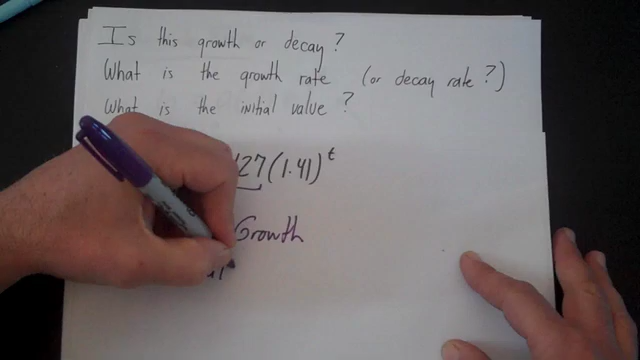 Is this growth or decay?
What is the growth rate (or decay rate?)
What is the initial value?
27(1.41)^t
Growth